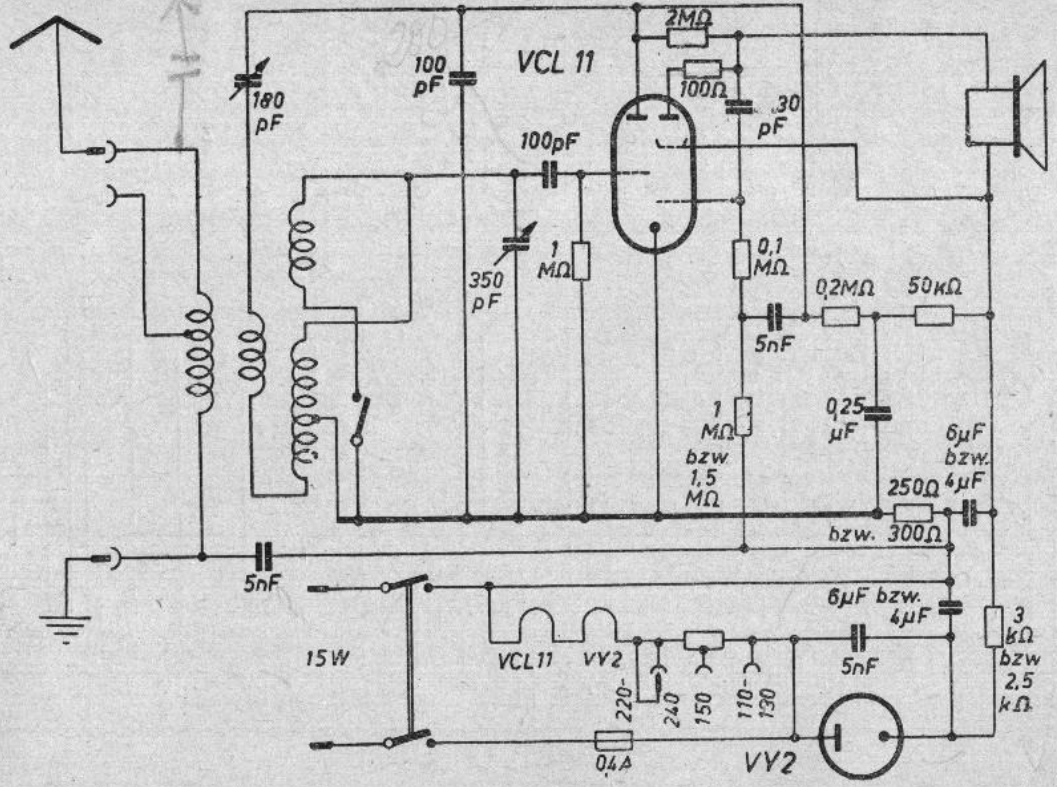 2MΩ
VCL 11
100
pF
100Ω
180
pF
30
pF
100pF
1
MΩ
350
pF
0,1
MΩ
0,2MΩ
50kΩ
5nF
1
MΩ
bzw.
1,5
MΩ
0,25
µF
6µF
bzw.
4µF
250Ω
bzw. 300Ω
5nF
6µF bzw.
4µF
3
kΩ
bzw
2,5
kΩ
15W
VCL11
VY2
220-
240
150
110-
130
5nF
0,4A
VY2